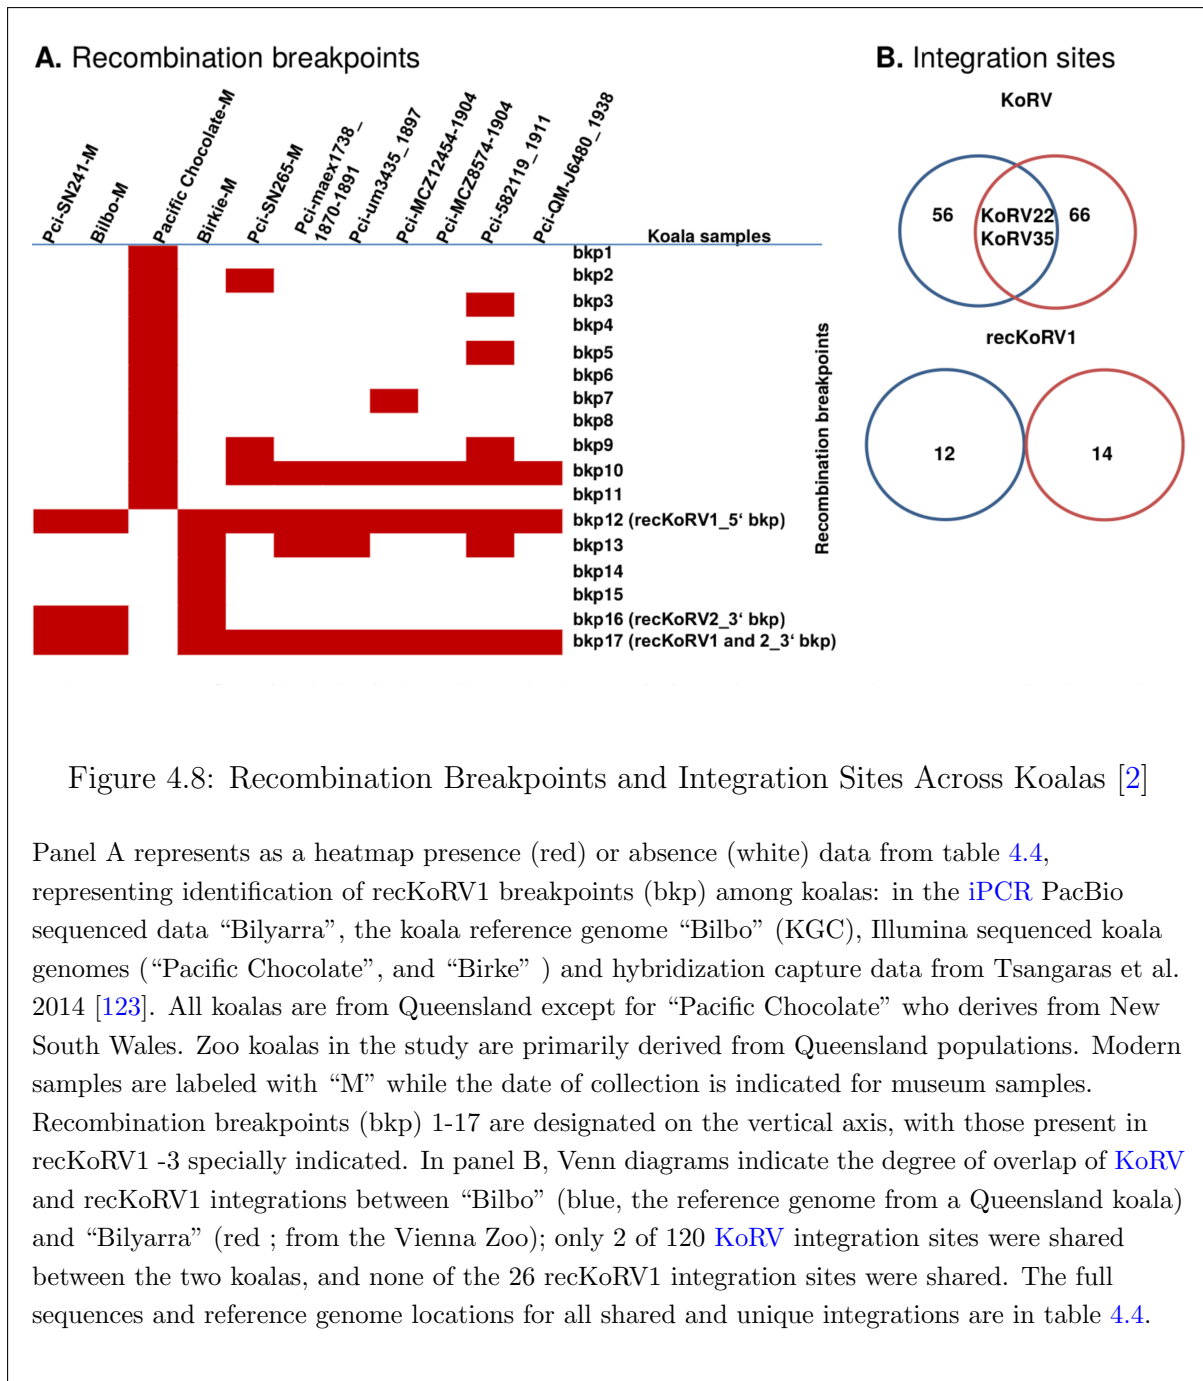 A. Recombination breakpoints
Pci-SN241-M
Bilbo-M
Pacific Chocolate-M
Birkie-M
Pci-SN265-M
Pci-maex1738_
1870-1891
Pci-um3435_1897
Pci-MCZ12454-1904
Pci-MCZ8574-1904
Pci-582119_1911
Pci-QM-J6480_1938
Koala samples
bkp1
bkp2
bkp3
bkp4
bkp5
bkp6
bkp7
bkp8
bkp9
bkp10
bkp11
bkp12 (recKoRV1_5‘ bkp)
bkp13
bkp14
bkp15
bkp16 (recKoRV2_3‘ bkp)
bkp17 (recKoRV1 and 2_3‘ bkp)
Recombination breakpoints
B. Integration sites
KoRV
56
KoRV22
KoRV35
66
recKoRV1
12
14
Figure 4.8: Recombination Breakpoints and Integration Sites Across Koalas [2]
Panel A represents as a heatmap presence (red) or absence (white) data from table 4.4,
representing identification of recKoRV1 breakpoints (bkp) among koalas: in the iPCR PacBio
sequenced data “Bilyarra”, the koala reference genome “Bilbo” (KGC), Illumina sequenced koala
genomes (“Pacific Chocolate”, and “Birke” ) and hybridization capture data from Tsangaras et al.
2014 [123]. All koalas are from Queensland except for “Pacific Chocolate” who derives from New
South Wales. Zoo koalas in the study are primarily derived from Queensland populations. Modern
samples are labeled with “M” while the date of collection is indicated for museum samples.
Recombination breakpoints (bkp) 1-17 are designated on the vertical axis, with those present in
recKoRV1 -3 specially indicated. In panel B, Venn diagrams indicate the degree of overlap of KoRV
and recKoRV1 integrations between “Bilbo” (blue, the reference genome from a Queensland koala)
and “Bilyarra” (red ; from the Vienna Zoo); only 2 of 120 KoRV integration sites were shared
between the two koalas, and none of the 26 recKoRV1 integration sites were shared. The full
sequences and reference genome locations for all shared and unique integrations are in table 4.4.